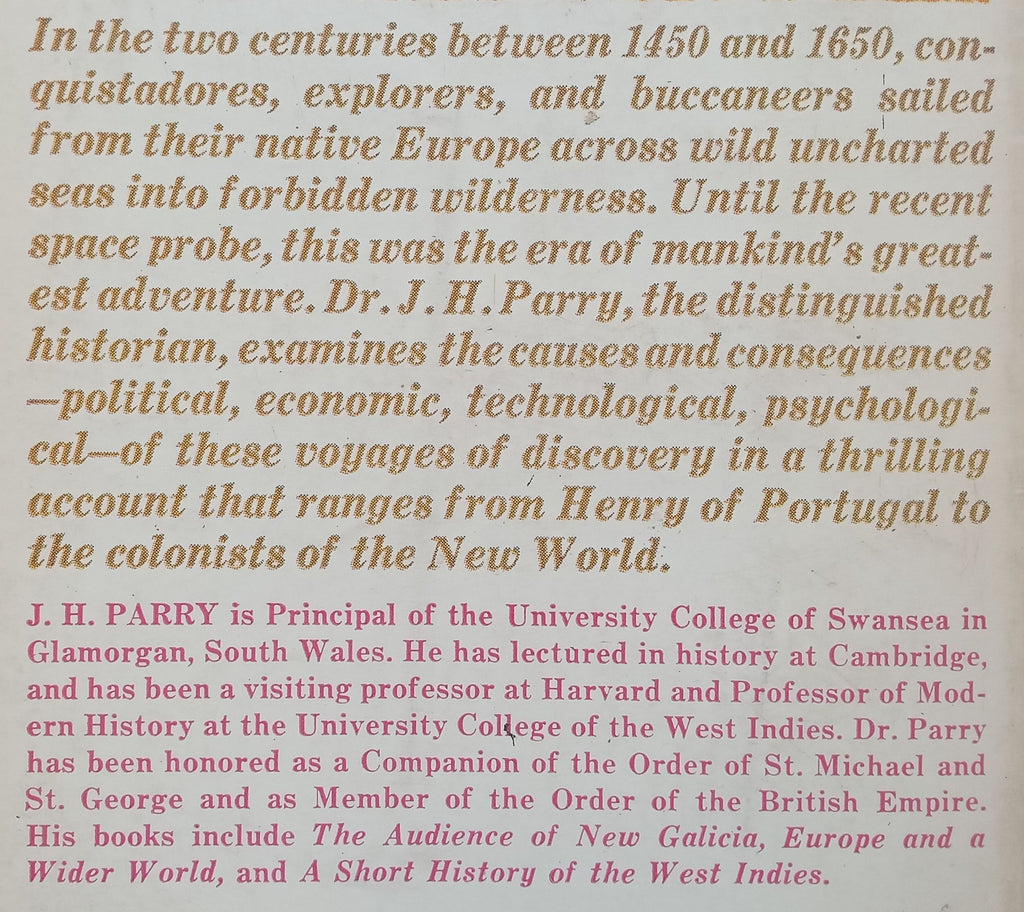 In the two centuries between 1450 and 1650, con-
quistadores, explorers, and buccaneers sailed
from their native Europe across wild uncharted
seas into forbidden wilderness. Until the recent
space probe, this was the era of mankind's great-
est adventure. Dr. J. H. Parry, the distinguished
historian, examines the causes and consequences
—political, economic, technological, psychologi-
cal—of these voyages of discovery in a thrilling
account that ranges from Henry of Portugal to
the colonists of the New World.
J. H. PARRY is Principal of the University College of Swansea in
Glamorgan, South Wales. He has lectured in history at Cambridge,
and has been a visiting professor at Harvard and Professor of Mod-
ern History at the University College of the West Indies. Dr. Parry
has been honored as a Companion of the Order of St. Michael and
St. George and as Member of the Order of the British Empire.
His books include The Audience of New Galicia, Europe and a
Wider World, and A Short History of the West Indies.